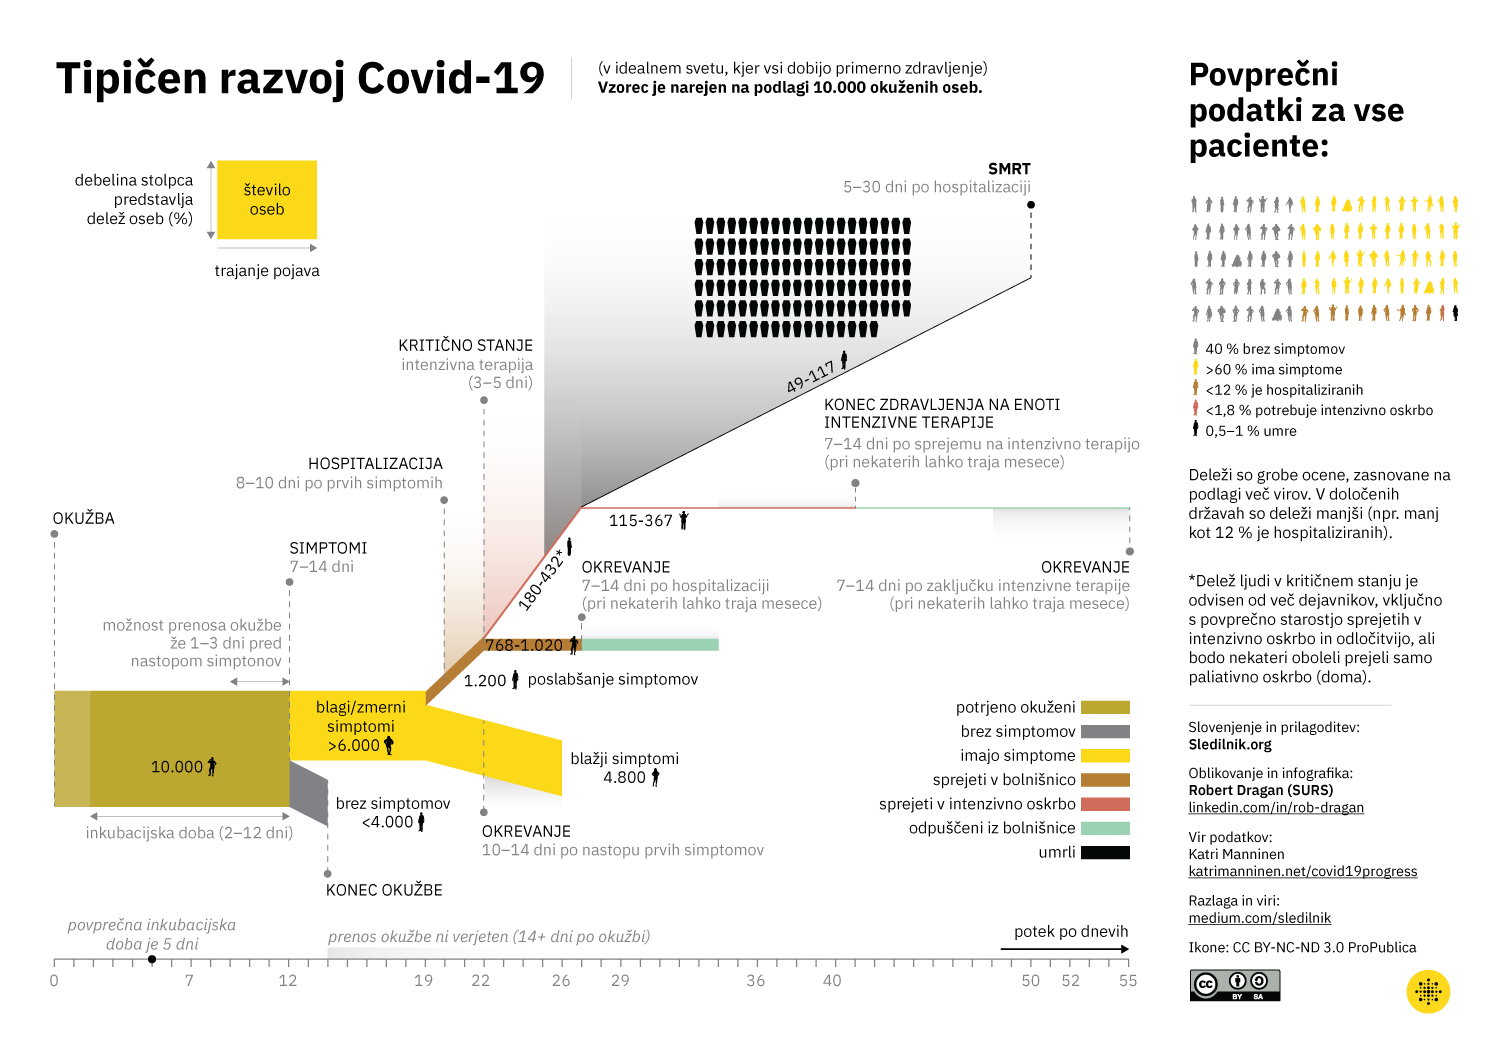 Tipičen razvoj Covid-19
(v idealnem svetu, kjer vsi dobijo primerno zdravljenje)
Vzorec je narejen na podlagi 10.000 okuženih oseb.
debelina stolpca
predstavlja
delež oseb (%)
število
oseb
trajanje pojava
SMRT
5–30 dni po hospitalizaciji
49-117
KRITIČNO STANJE
intenzivna terapija
(3–5 dni)
KONEC ZDRAVLJENJA NA ENOTI
INTENZIVNE TERAPIJE
7–14 dni po sprejemu na intenzivno terapijo
(pri nekaterih lahko traja mesece)
HOSPITALIZACIJA
8–10 dni po prvih simptomih
OKUŽBA
115-367
180-432*
SIMPTOMI
7–14 dni
OKREVANJE
7–14 dni po hospitalizaciji
(pri nekaterih lahko traja mesece)
OKREVANJE
7–14 dni po zaključku intenzivne terapije
(pri nekaterih lahko traja mesece)
možnost prenosa okužbe
že 1–3 dni pred
nastopom simptonov
768-1.020
1.200 poslabšanje simptomov
blagi/zmerni
simptomi
>6.000
10.000
blažji simptomi
4.800
brez simptomov
<4.000
inkubacijska doba (2–12 dni)
OKREVANJE
10–14 dni po nastopu prvih simptomov
KONEC OKUŽBE
potrjeno okuženi
brez simptomov
imajo simptome
sprejeti v bolnišnico
sprejeti v intenzivno oskrbo
odpuščeni iz bolnišnice
umrli
povprečna inkubacijska
doba je 5 dni
prenos okužbe ni verjeten (14+ dni po okužbi)
potek po dnevih
0 7 12 19 22 26 29 36 40 50 52 55
Povprečni
podatki za vse
paciente:
40 % brez simptomov
>60 % ima simptome
<12 % je hospitaliziranih
<1,8 % potrebuje intenzivno oskrbo
0,5–1 % umre
Deleži so grobe ocene, zasnovane na
podlagi več virov. V določenih
državah so deleži manjši (npr. manj
kot 12 % je hospitaliziranih).
*Delež ljudi v kritičnem stanju je
odvisen od več dejavnikov, vključno
s povprečno starostjo sprejetih v
intenzivno oskrbo in odločitvijo, ali
bodo nekateri oboleli prejeli samo
paliativno oskrbo (doma).
Slovenjenje in prilagoditev:
Sledilnik.org
Oblikovanje in infografika:
Robert Dragan (SURS)
linkedin.com/in/rob-dragan
Vir podatkov:
Katri Manninen
katrimanninen.net/covid19progress
Razlaga in viri:
medium.com/sledilnik
Ikone: CC BY-NC-ND 3.0 ProPublica
cc BY SA